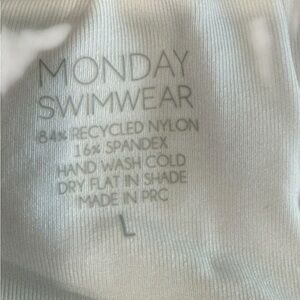 MONDAY
SWIMWEAR
84% RECYCLED NYLON
16% SPANDEX
HAND WASH COLD
DRY FLAT IN SHADE
MADE IN PRC
L